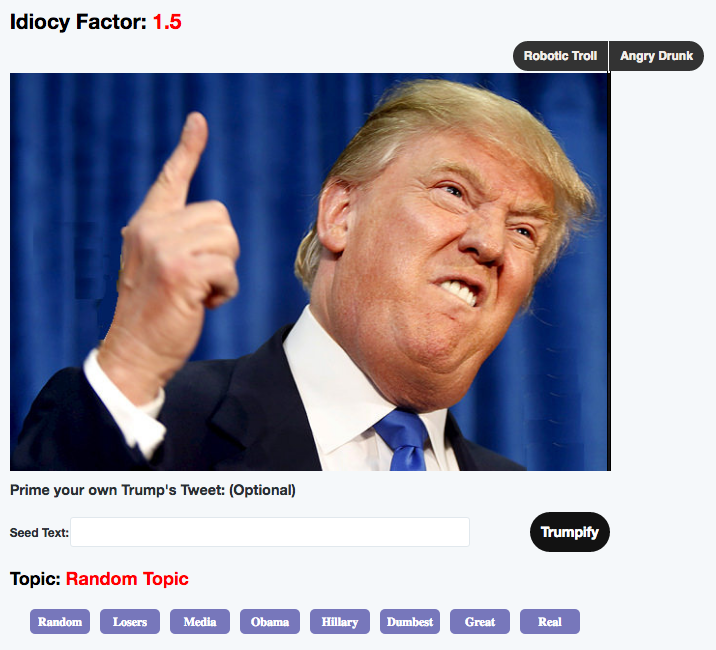 Idiocy Factor: 1.5
Robotic Troll Angry Drunk
Prime your own Trump's Tweet: (Optional)
Seed Text: Trumpify
Topic: Random Topic
Random Losers Media Obama Hillary Dumbest Great Real